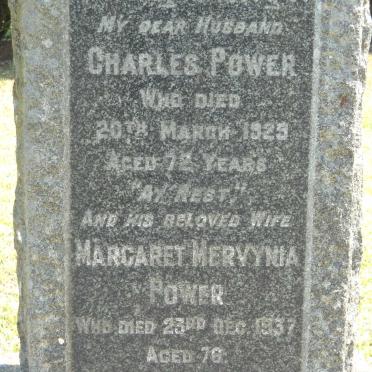 My dear Husband
Charles Power
Who died
20th March 1929
Aged 72 Years
"At Rest,"
And his beloved Wife
Margaret Mervynia
Power
Who died 23rd Dec. 1937
Aged 76